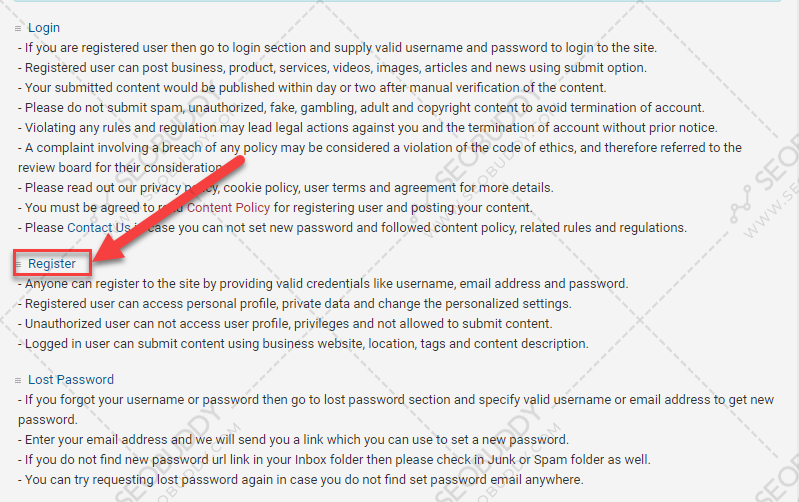 Login
- If you are registered user then go to login section and supply valid username and password to login to the site.
- Registered user can post business, product, services, videos, images, articles and news using submit option.
- Your submitted content would be published within day or two after manual verification of the content.
- Please do not submit spam, unauthorized, fake, gambling, adult and copyright content to avoid termination of account.
- Violating any rules and regulation may lead legal actions against you and the termination of account without prior notice.
- A complaint involving a breach of any policy may be considered a violation of the code of ethics, and therefore referred to the
review board for their consideration.
- Please read out our privacy policy, cookie policy, user terms and agreement for more details.
- You must be agreed to Content Policy for registering user and posting your content.
- Please Contact Us case you can not set new password and followed content policy, related rules and regulations.
Register
- Anyone can register to the site by providing valid credentials like username, email address and password.
- Registered user can access personal profile, private data and change the personalized settings.
- Unauthorized user can not access user profile, privileges and not allowed to submit content.
- Logged in user can submit content using business website, location, tags and content description.
Lost Password
- If you forgot your username or password then go to lost password section and specify valid username or email address to get new
password.
- Enter your email address and we will send you a link which you can use to set a new password.
- If you do not find new password url link in your Inbox folder then please check in Junk or Spam folder as well.
- You can try requesting lost password again in case you do not find set password email anywhere.
SEOBUDDY
WWW.SEOBUDDY.COM